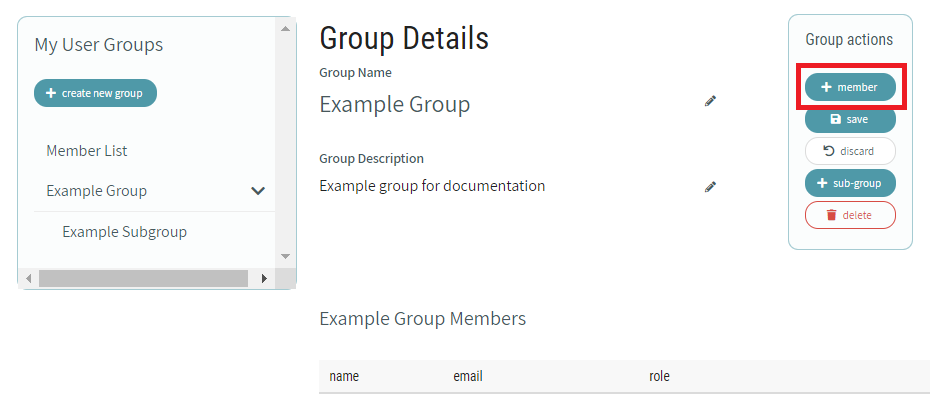 My User Groups
create new group
Member List
Example Group
Example Subgroup
Group Details
Group Name
Example Group
Group Description
Example group for documentation
Example Group Members
name email role
Group actions
member
save
discard
sub-group
delete